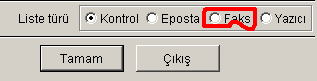 Liste türü Kontrol Eposta Faks Yazıcı
Tamam Çıkış